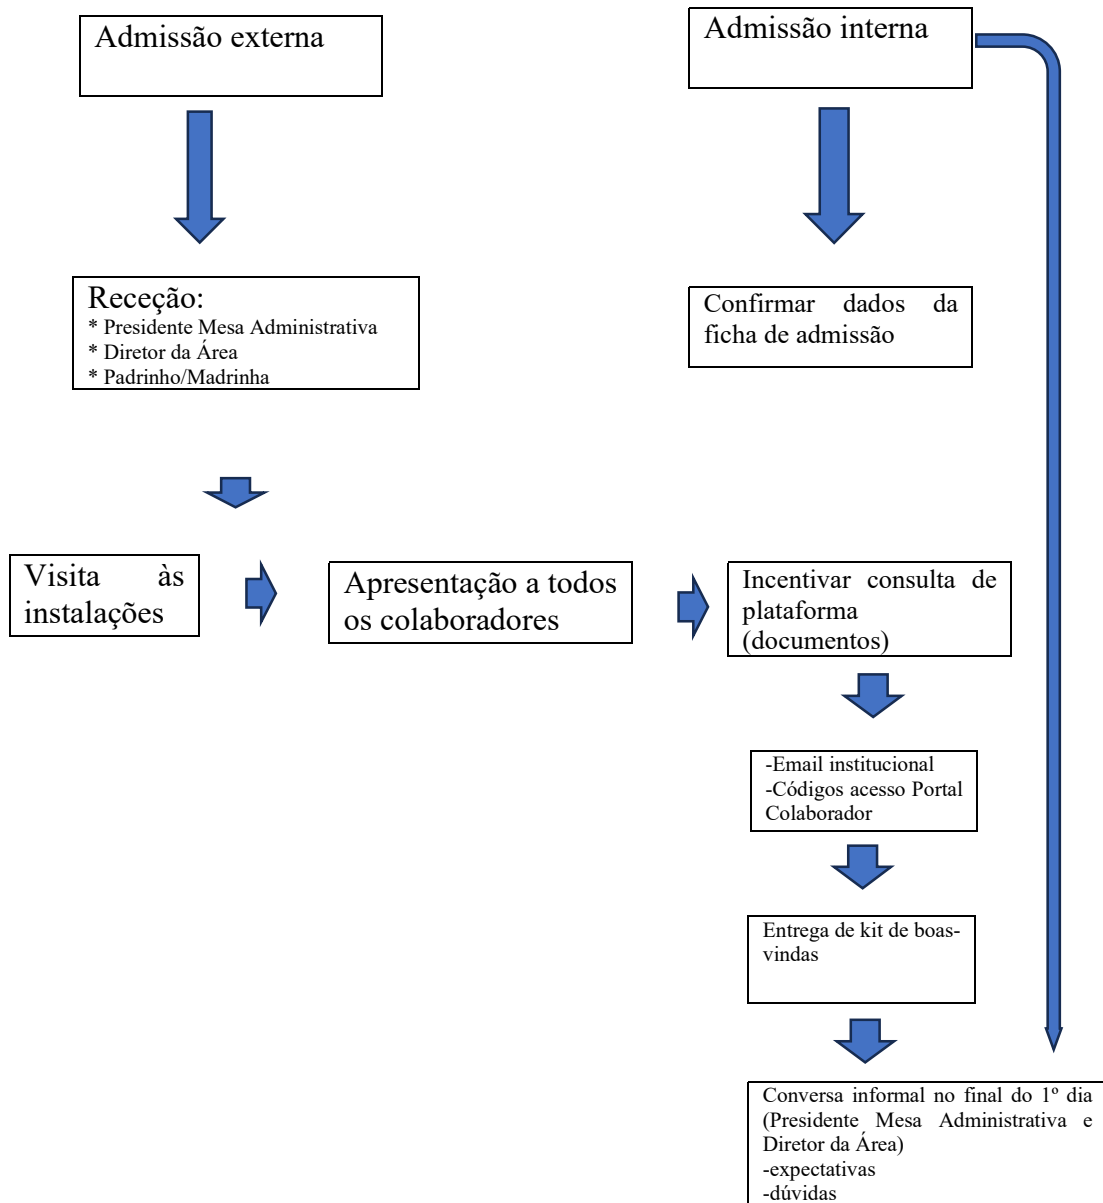 Admissão externa
Admissão interna
Receção:
* Presidente Mesa Administrativa
* Diretor da Área
* Padrinho/Madrinha
Confirmar dados da
ficha de admissão
Visita às
instalações
Apresentação a todos
os colaboradores
Incentivar consulta de
plataforma
(documentos)
-Email institucional
-Códigos acesso Portal
Colaborador
Entrega de kit de boas-
vindas
Conversa informal no final do 1º dia
(Presidente Mesa Administrativa e
Diretor da Área)
-expectativas
-dúvidas